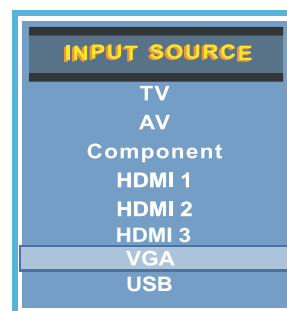 INPUT SOURCE
TV
AV
Component
HDMI 1
HDMI 2
HDMI 3
VGA
USB